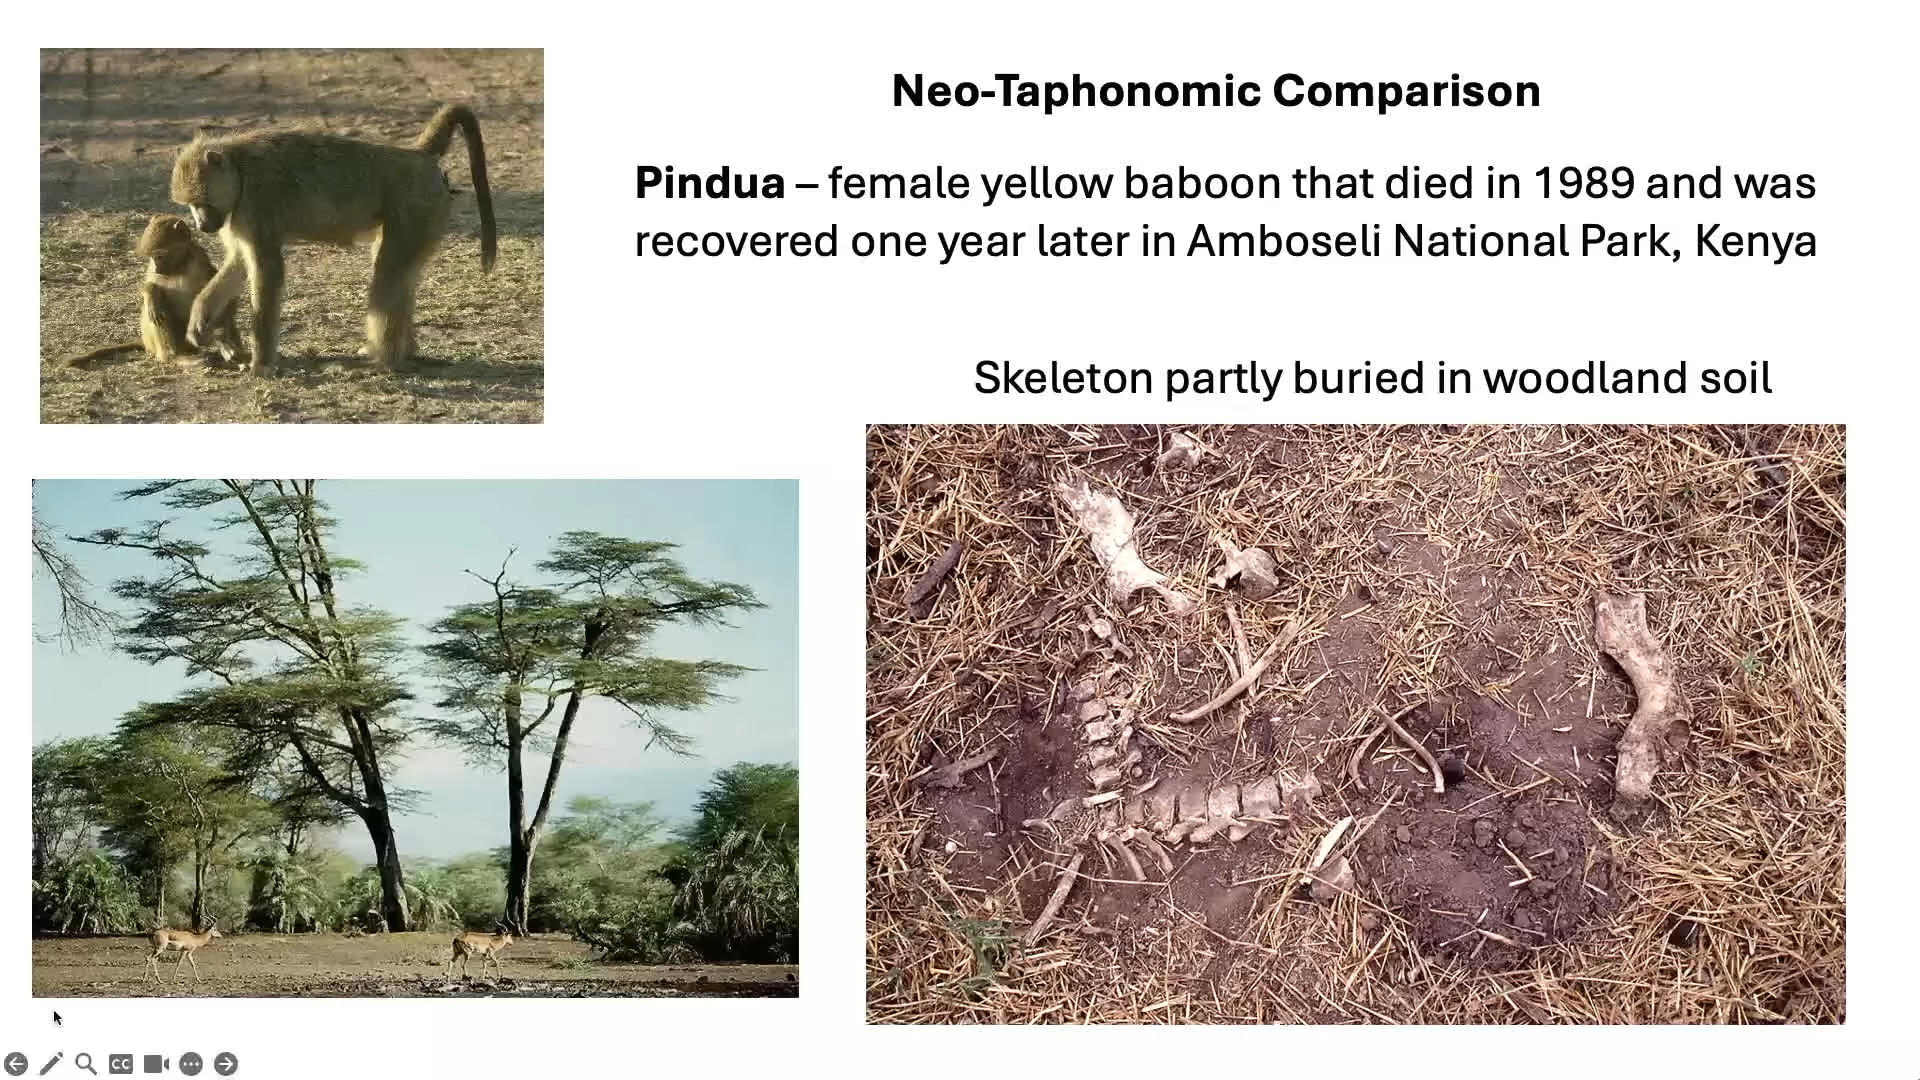 Neo-Taphonomic Comparison
Pindua – female yellow baboon that died in 1989 and was
recovered one year later in Amboseli National Park, Kenya
Skeleton partly buried in woodland soil
CC